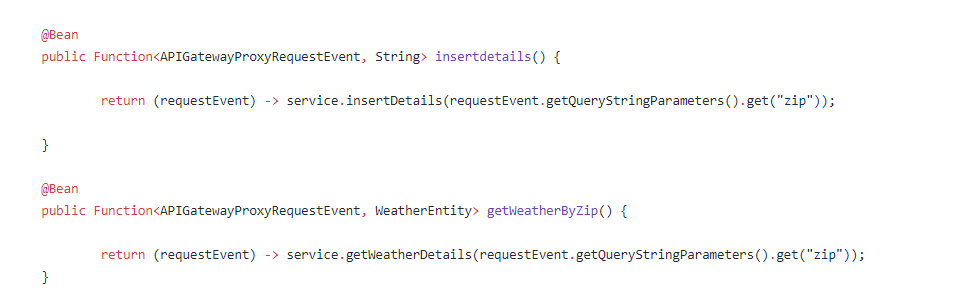 @Bean
public Function<APIGatewayProxyRequestEvent, String> insertdetails() {
return (requestEvent) -> service.insertDetails(requestEvent.getQueryStringParameters().get("zip"));
}
@Bean
public Function<APIGatewayProxyRequestEvent, WeatherEntity> getWeatherByZip() {
return (requestEvent) -> service.getWeatherDetails(requestEvent.getQueryStringParameters().get("zip"));
}